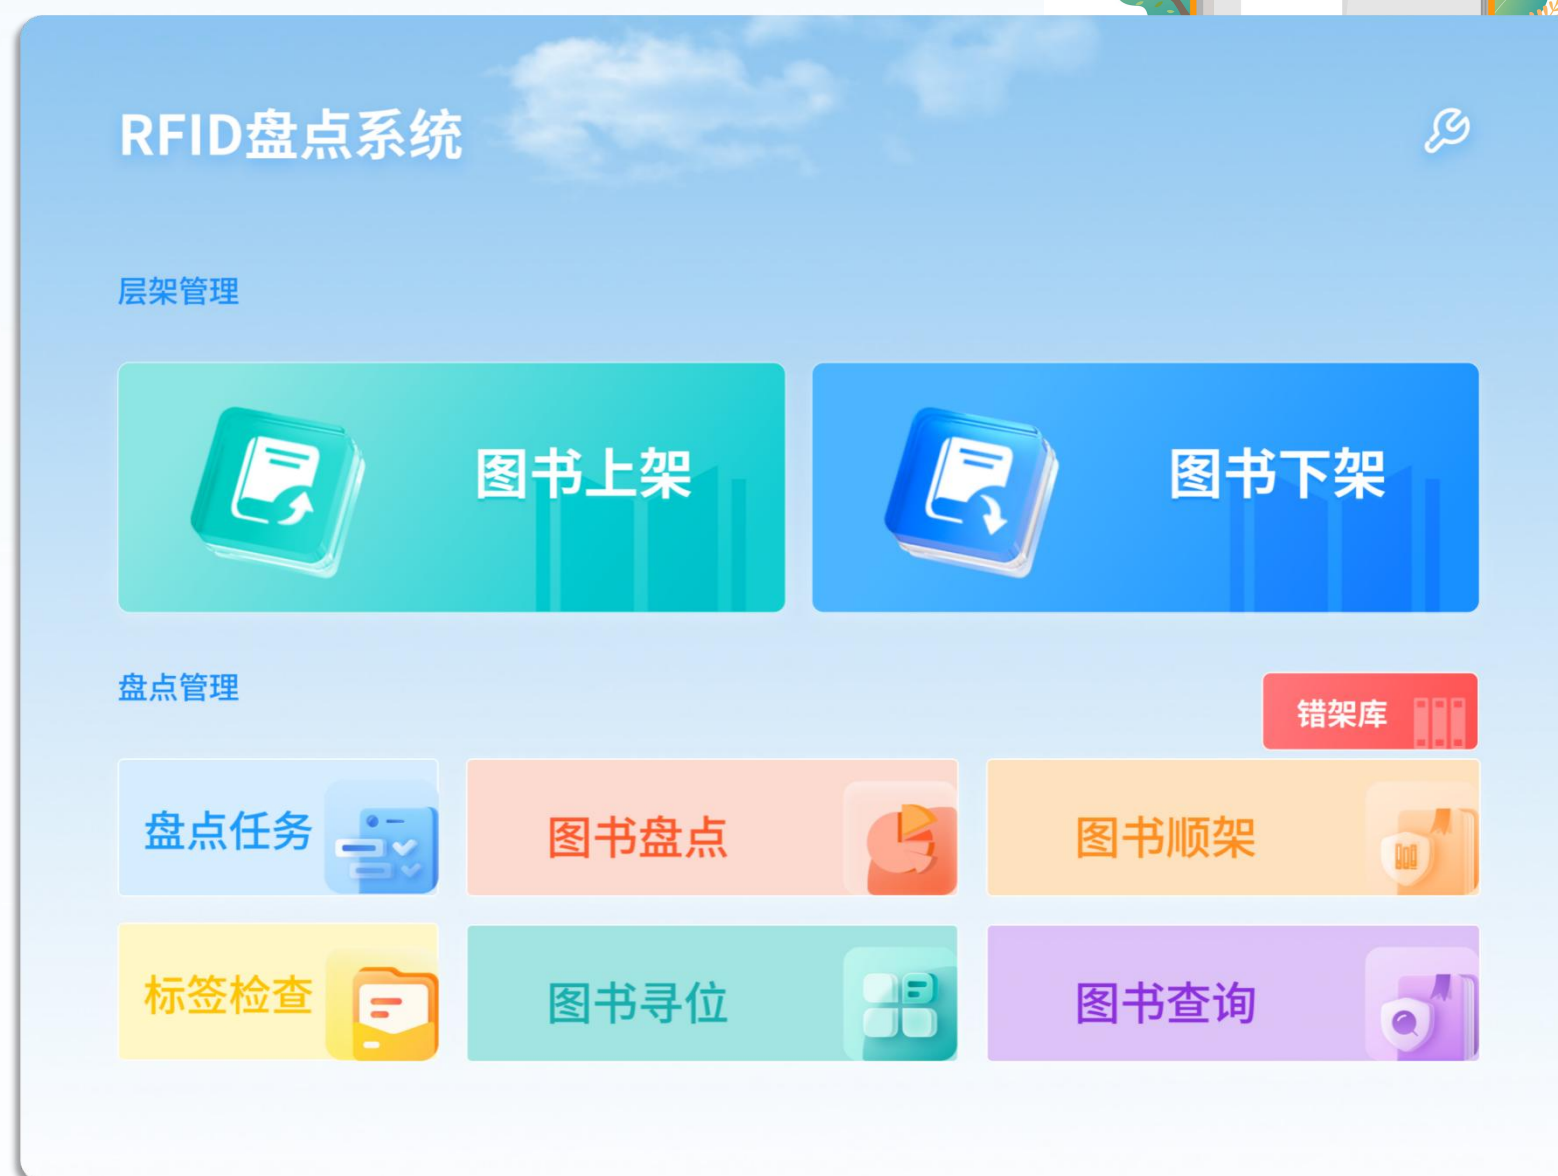 RFID盘点系统
层架管理
图书上架
图书下架
盘点管理
错架库
盘点任务
图书盘点
图书顺架
标签检查
图书寻位
图书查询